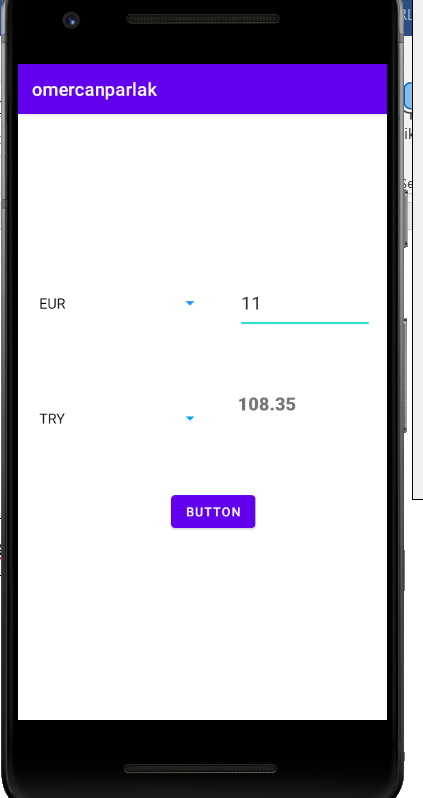 omercanparlak
EUR
11
TRY
108.35
BUTTON